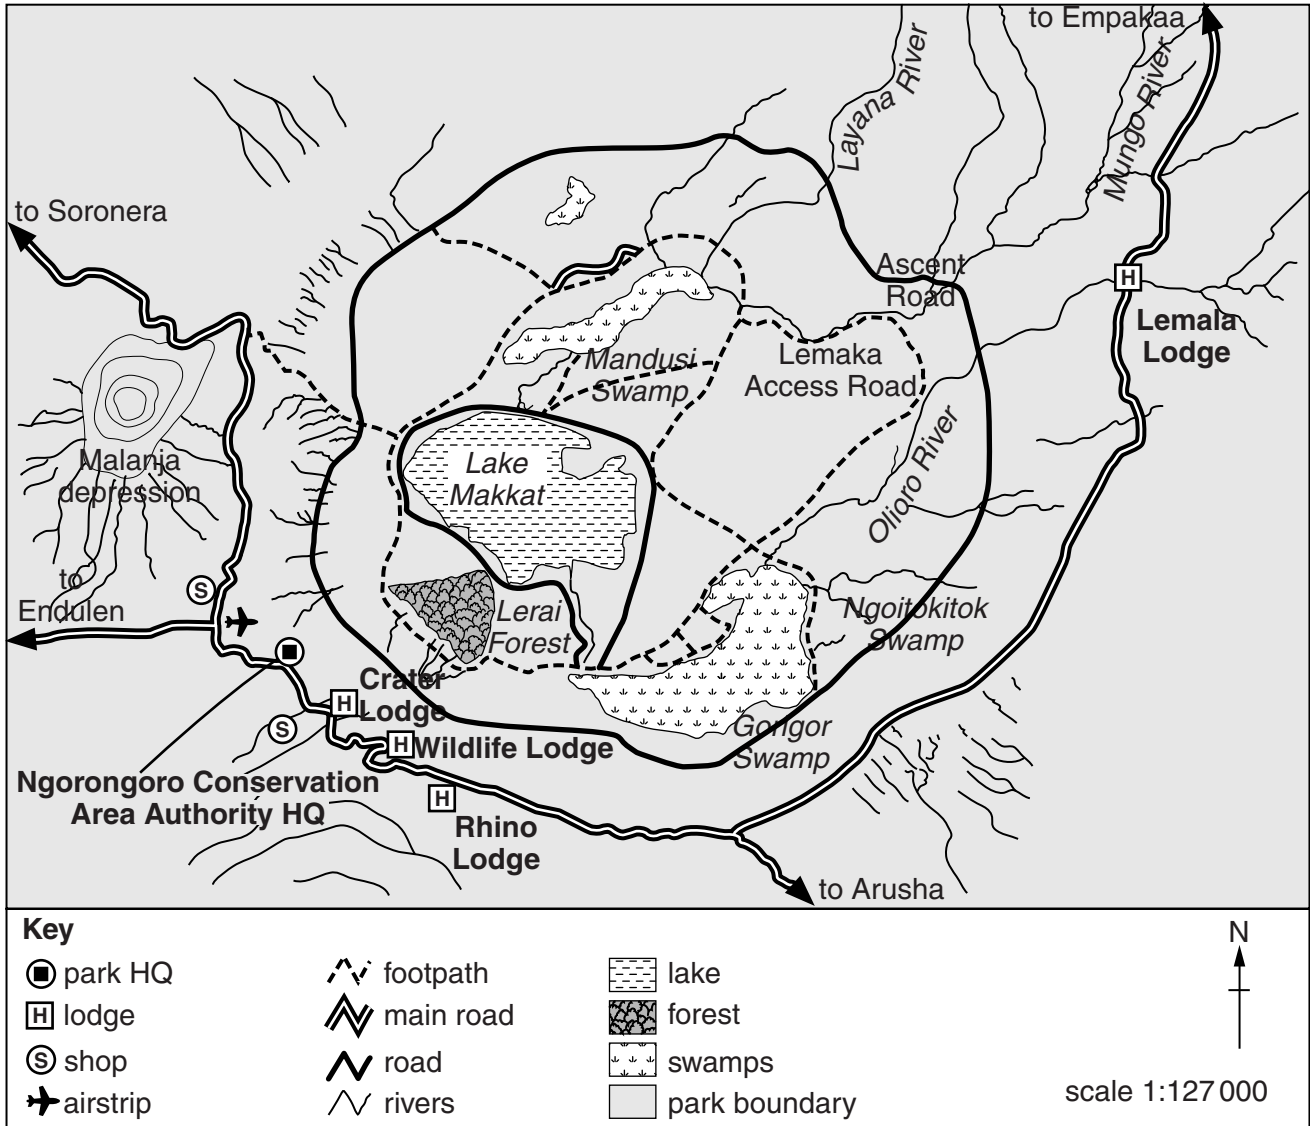 to Empakaa
Layana River
Mungo River
to Soronera
Ascent
Road
H
Lemala
Lodge
Mandusi
Swamp
Lemaka
Access Road
Malanja
depression
Lake
Makkat
Olioro River
to
Endulen
S
Lerai
Forest
Ngoitokitok
Swamp
Crater
Lodge
H
S
Gongor
Swamp
H
Wildlife Lodge
Ngorongoro Conservation
Area Authority HQ
H
Rhino
Lodge
to Arusha
Key
park HQ
H lodge
S shop
airstrip
footpath
main road
road
rivers
lake
forest
swamps
park boundary
N
scale 1:127 000